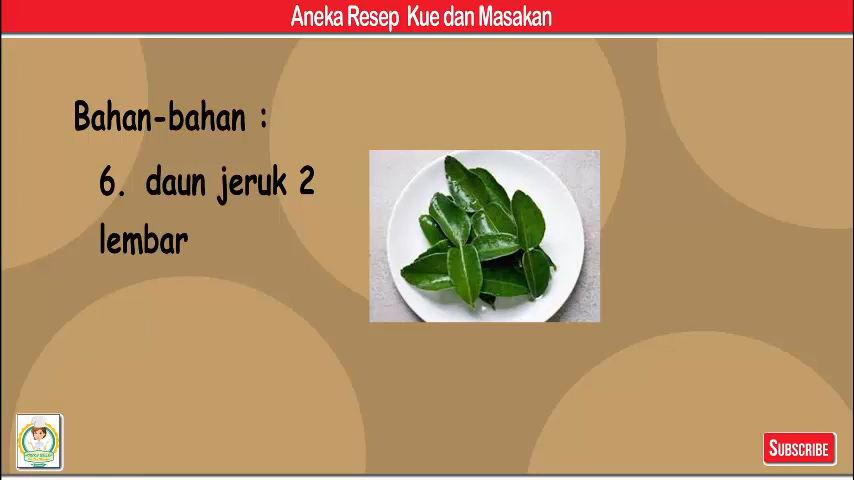 Aneka Resep Kue dan Masakan
Bahan-bahan :
6. daun jeruk 2
lembar
SUBSCRIBE